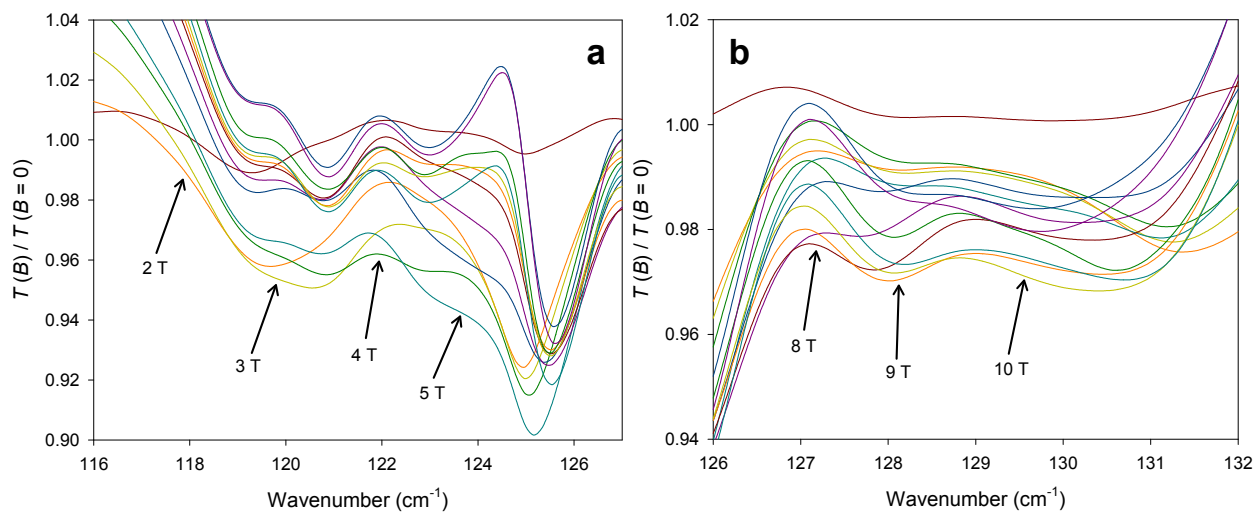 a
T (B) / T (B = 0)
1.04
1.02
1.00
0.98
0.96
0.94
0.92
0.90
2 T
3 T
4 T
5 T
116 118 120 122 124 126
Wavenumber (cm⁻¹)
b
T (B) / T (B = 0)
1.02
1.00
0.98
0.96
0.94
8 T
9 T
10 T
126 127 128 129 130 131 132
Wavenumber (cm⁻¹)